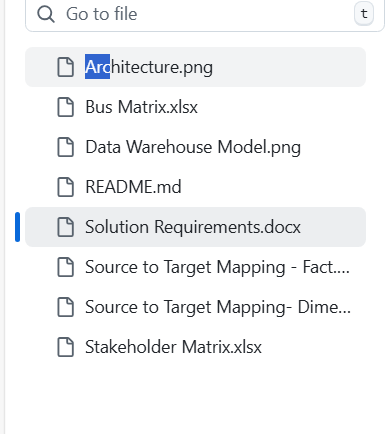 Go to file
t
Architecture.png
Bus Matrix.xlsx
Data Warehouse Model.png
README.md
Solution Requirements.docx
Source to Target Mapping - Fact....
Source to Target Mapping- Dime...
Stakeholder Matrix.xlsx